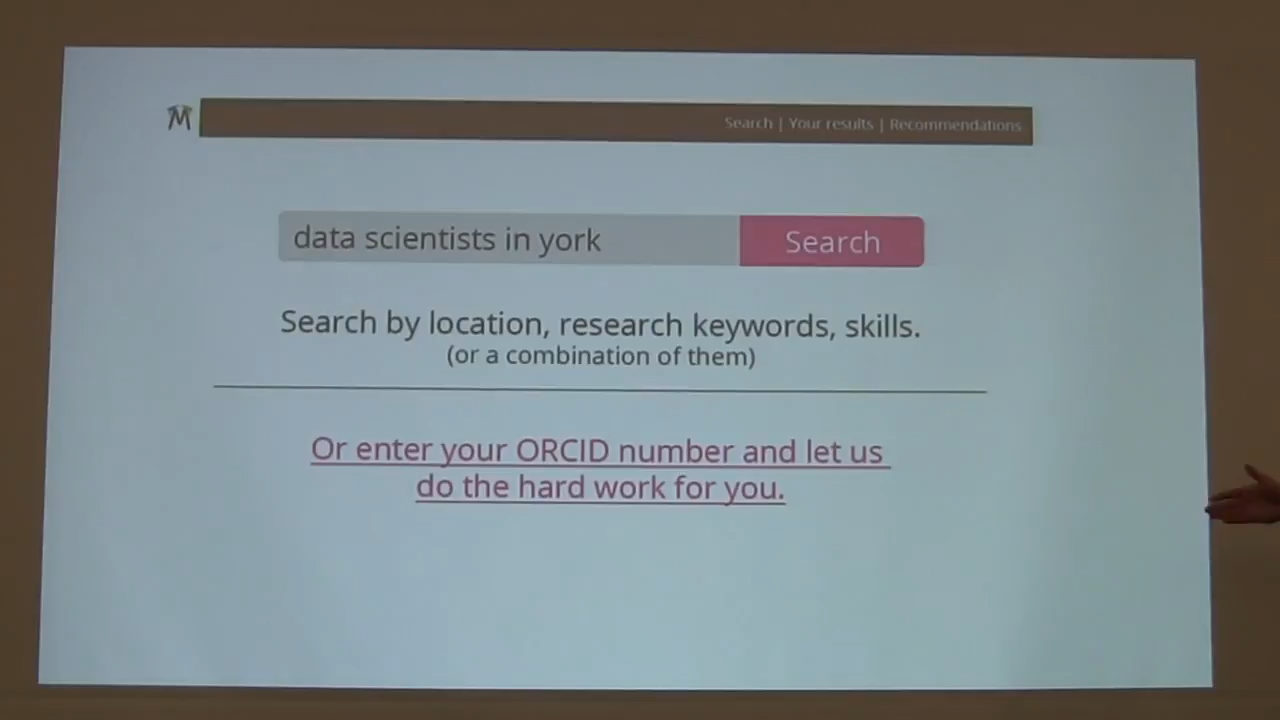 M
Search | Your results | Recommendations
data scientists in york
Search
Search by location, research keywords, skills.
(or a combination of them)
Or enter your ORCID number and let us
do the hard work for you.